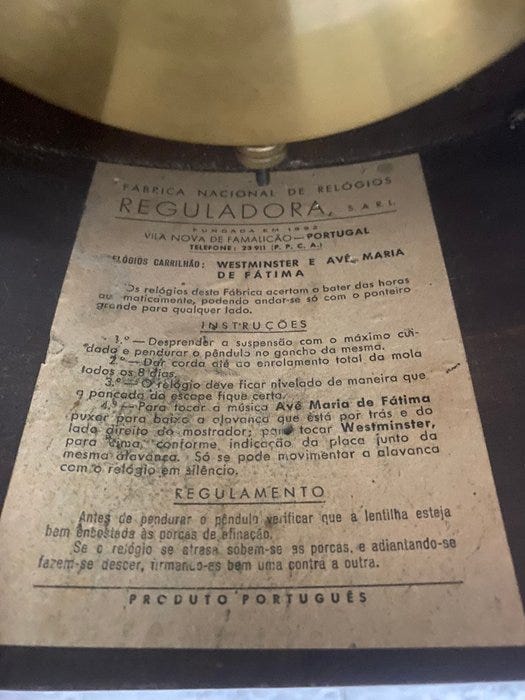 FÁBRICA NACIONAL DE RELÓGIOS
REGULADORA, S.A.R.L.
FUNDADA EM 1892
VILA NOVA DE FAMALICÃO — PORTUGAL
TELEFONE: 23 911 (P. P. C. A.)
RELÓGIOS CARRILHÃO: WESTMINSTER E AVÉ, MARIA
DE FÁTIMA
Os relógios desta Fábrica acertam o bater das horas
automaticamente, podendo andar-se só com o ponteiro
grande para qualquer lado.
INSTRUÇÕES
1.º — Desprender a suspensão com o máximo cui-
dado e pendurar o pêndulo no gancho da mesma.
2.º — Dar corda até ao enrolamento total da mola
todos os 8 dias.
3.º — O relógio deve ficar nivelado de maneira que
a pancada do escape fique certa.
4.º — Para tocar a música Avé Maria de Fátima
puxar para baixo a alavanca que está por trás e do
lado direito do mostrador; para tocar Westminster,
para cima, conforme indicação da placa junto da
mesma alavanca. Só se pode movimentar a alavanca
com o relógio em silêncio.
REGULAMENTO
Antes de pendurar o pêndulo verificar que a lentilha esteja
bem encostada às porcas de afinação.
Se o relógio se atrasa sobem-se as porcas, e adiantando-se
fazem-se descer, firmando-as bem uma contra a outra.
PRODUTO PORTUGUÊS